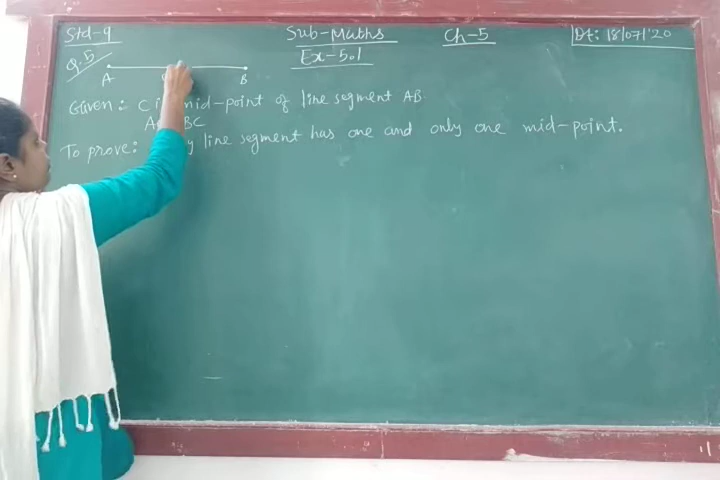 Std-9 Sub-Maths Ch-5 Dt: 18/07/'20
Ex-5.1
Q.5
A B
Given: C mid-point of line segment AB.
BC
To prove: line segment has one and only one mid-point.